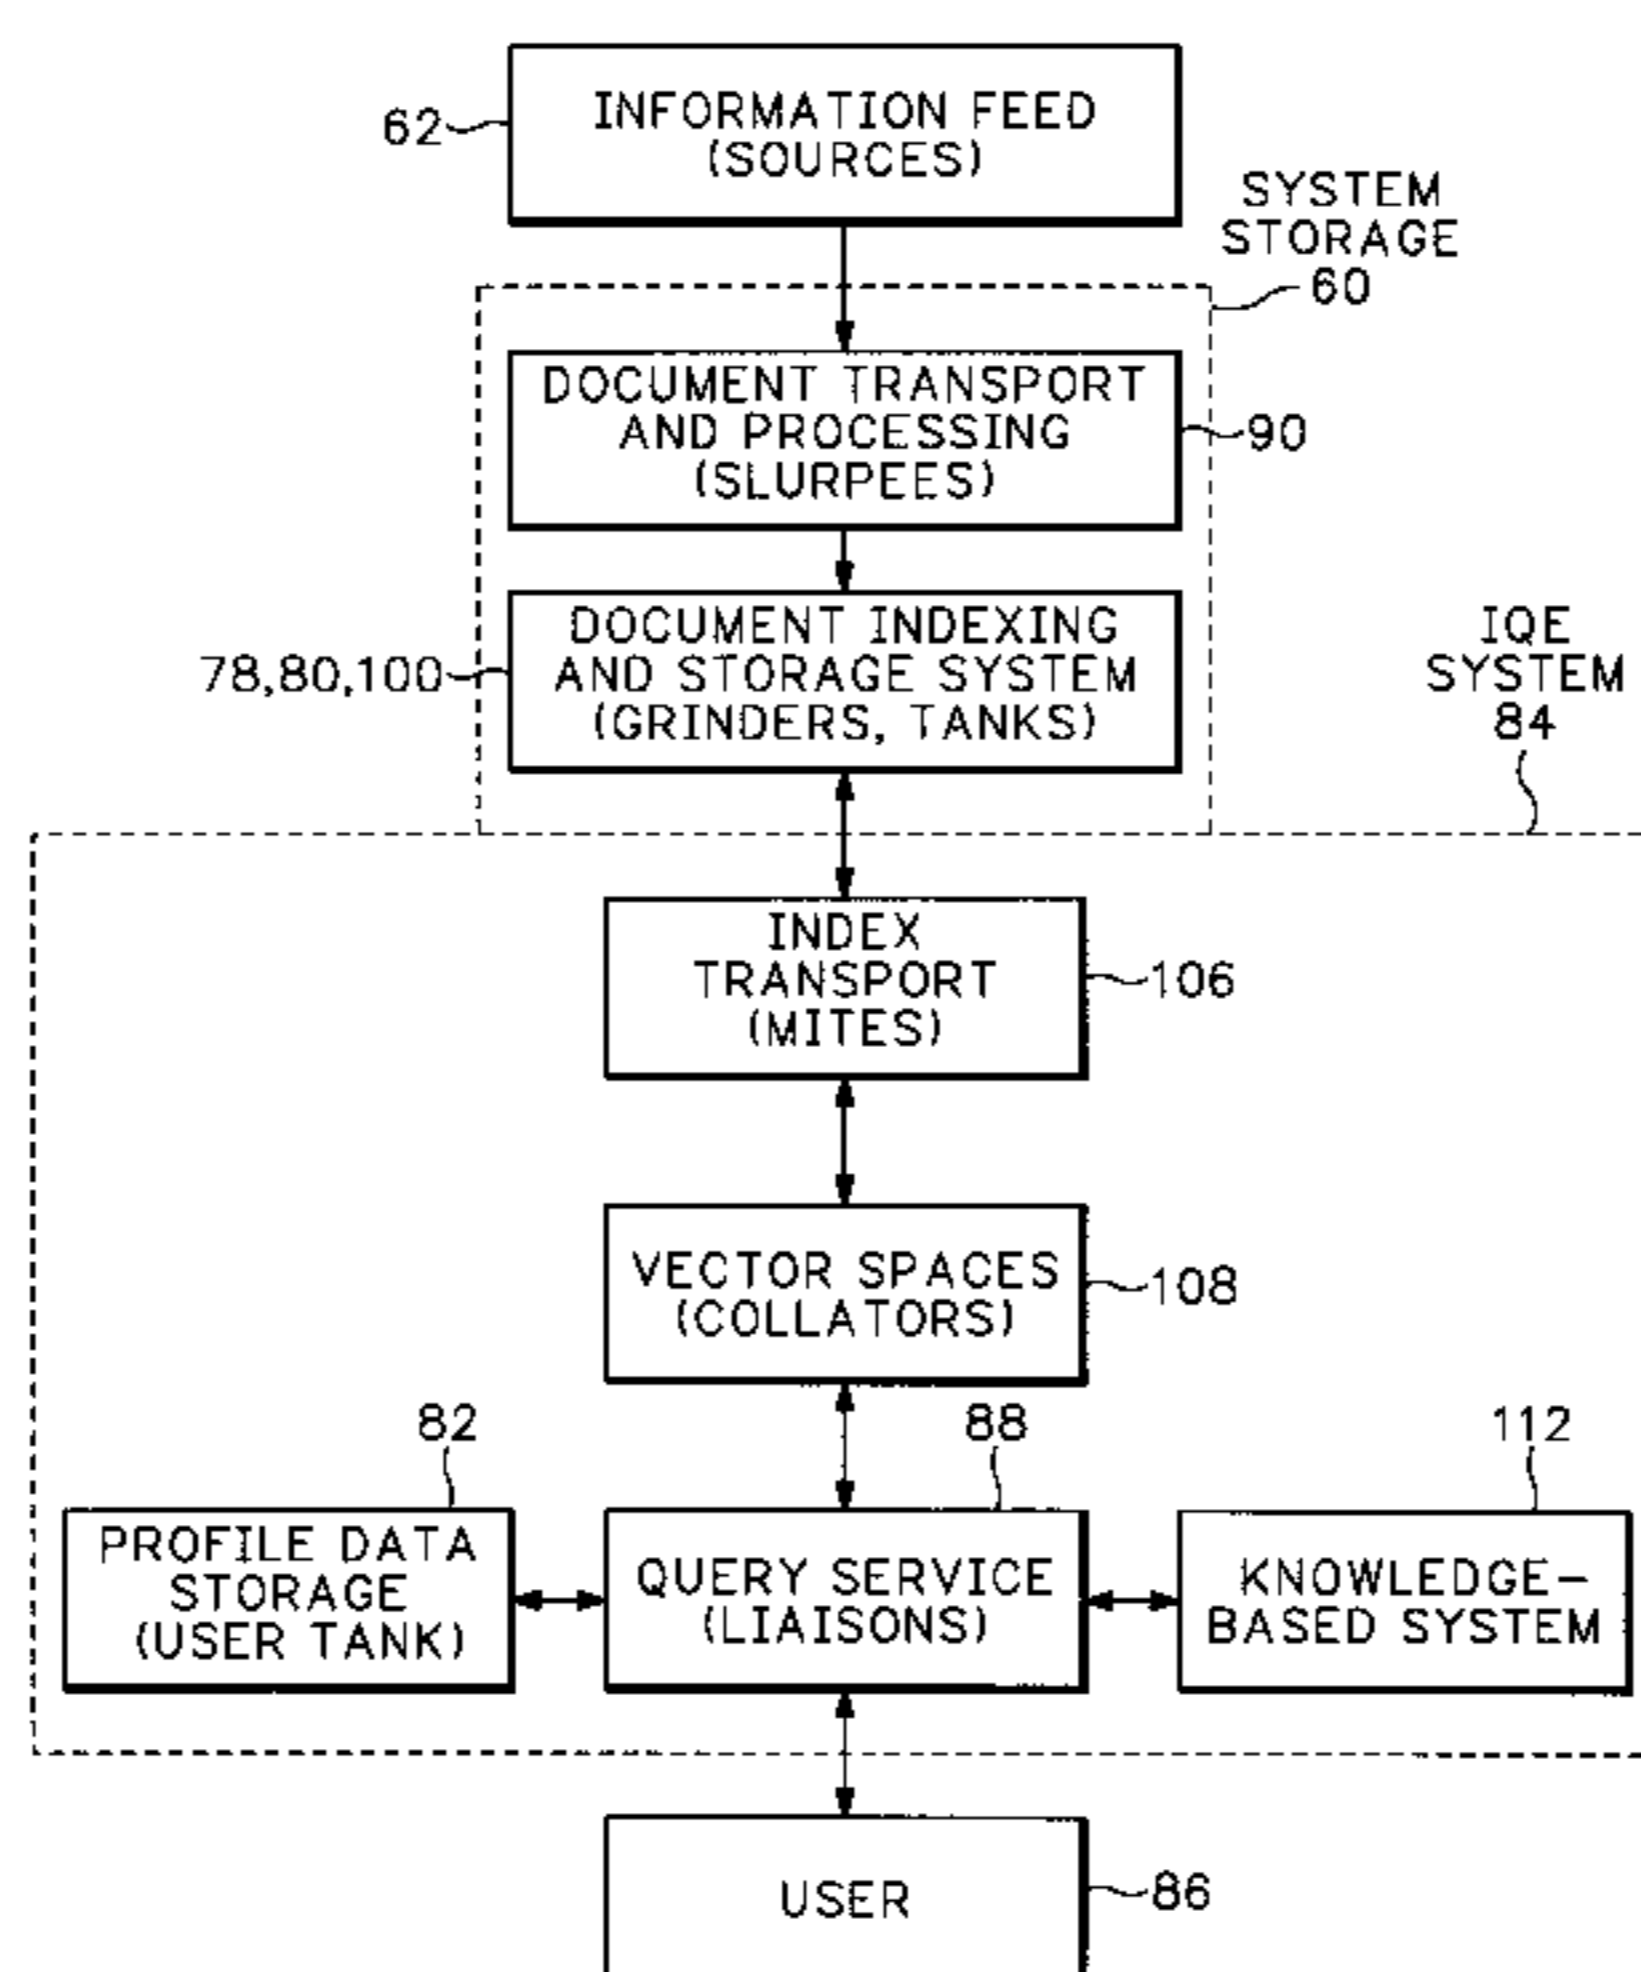 INFORMATION FEED
(SOURCES)
62
SYSTEM
STORAGE
60
DOCUMENT TRANSPORT
AND PROCESSING
(SLURPEES)
90
DOCUMENT INDEXING
AND STORAGE SYSTEM
(GRINDERS, TANKS)
78,80,100
IQE
SYSTEM
84
INDEX
TRANSPORT
(MITES)
106
VECTOR SPACES
(COLLATORS)
108
82
88
112
PROFILE DATA
STORAGE
(USER TANK)
QUERY SERVICE
(LIAISONS)
KNOWLEDGE-
BASED SYSTEM
USER
86